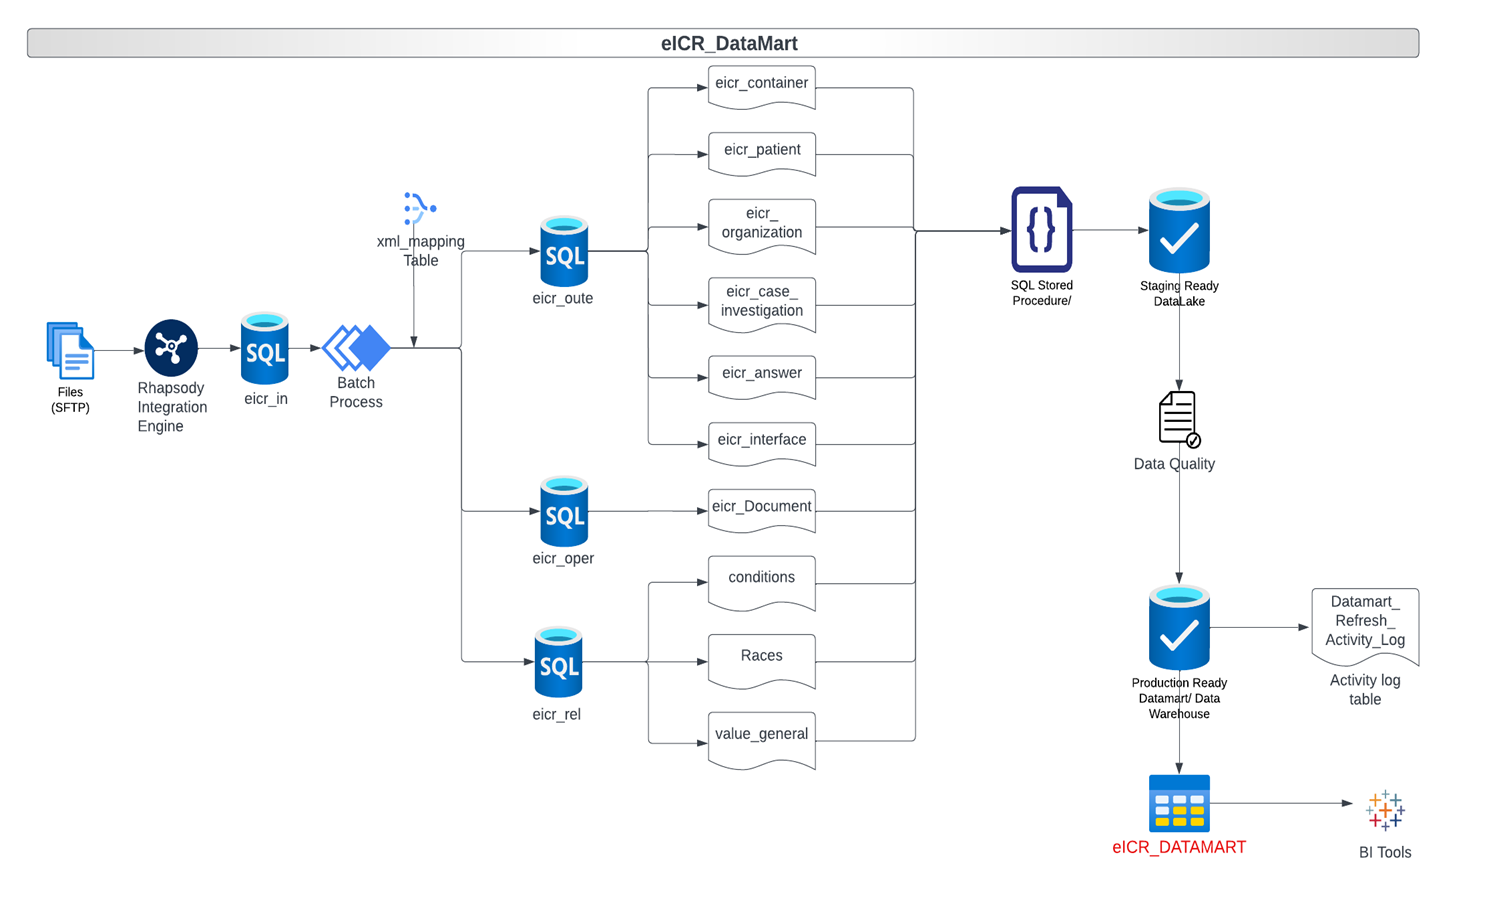 eICR_DataMart
eicr_container
eicr_patient
eicr_
organization
eicr_case_
investigation
eicr_answer
eicr_interface
eicr_Document
conditions
Races
value_general
xml_mapping
Table
Files
(SFTP)
Rhapsody
Integration
Engine
SQL
eicr_in
Batch
Process
SQL
eicr_oute
SQL
eicr_oper
SQL
eicr_rel
{}
SQL Stored
Procedure/
Staging Ready
DataLake
Data Quality
Production Ready
Datamart/ Data
Warehouse
Datamart_
Refresh_
Activity_Log
Activity log
table
eICR_DATAMART
BI Tools